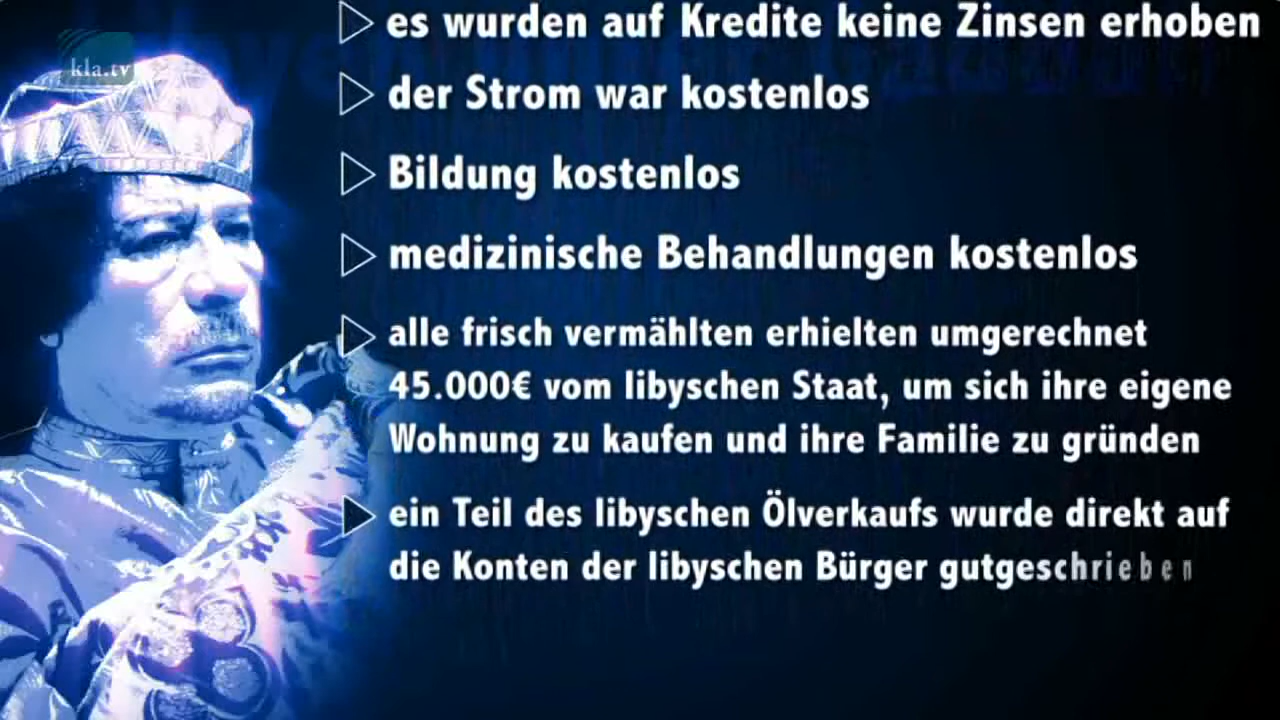 kla.tv
es wurden auf Kredite keine Zinsen erhoben
der Strom war kostenlos
Bildung kostenlos
medizinische Behandlungen kostenlos
alle frisch vermählten erhielten umgerechnet
45.000€ vom libyschen Staat, um sich ihre eigene
Wohnung zu kaufen und ihre Familie zu gründen
ein Teil des libyschen Ölverkaufs wurde direkt auf
die Konten der libyschen Bürger gutgeschrieben